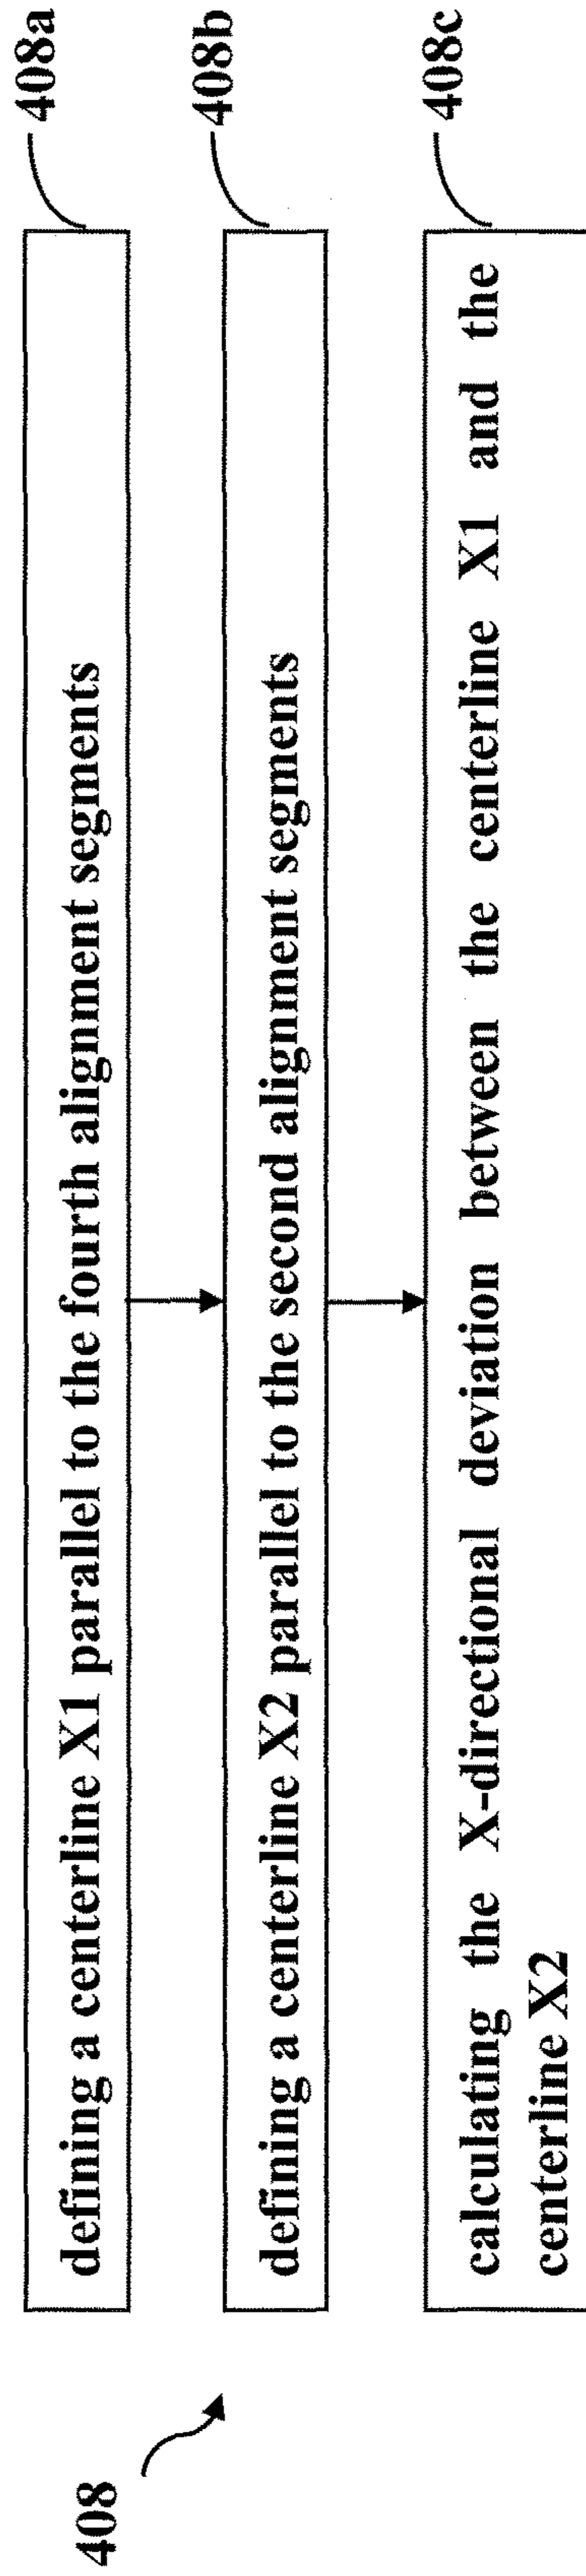 408
defining a centerline X1 parallel to the fourth alignment segments
408a
defining a centerline X2 parallel to the second alignment segments
408b
calculating the X-directional deviation between the centerline X1 and the
centerline X2
408c